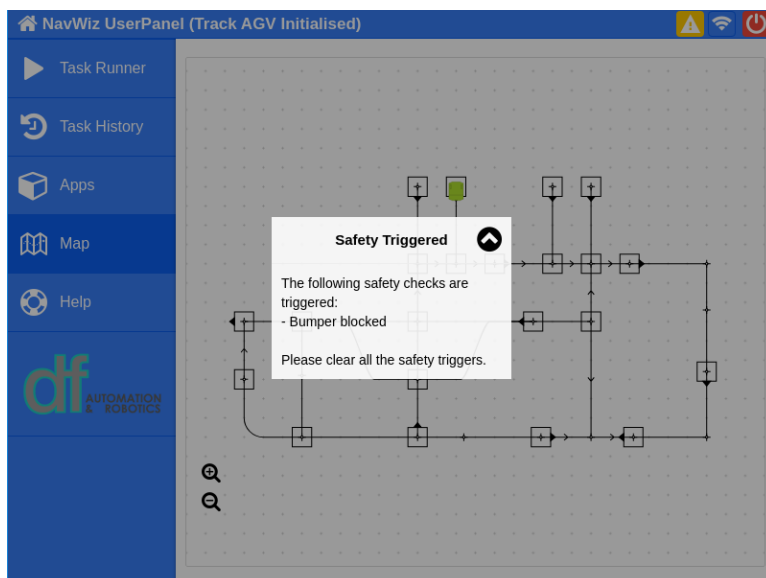 NavWiz UserPanel (Track AGV Initialised)
Task Runner
Task History
Apps
Map
Help
df AUTOMATION
& ROBOTICS
Safety Triggered
The following safety checks are
triggered:
- Bumper blocked
Please clear all the safety triggers.